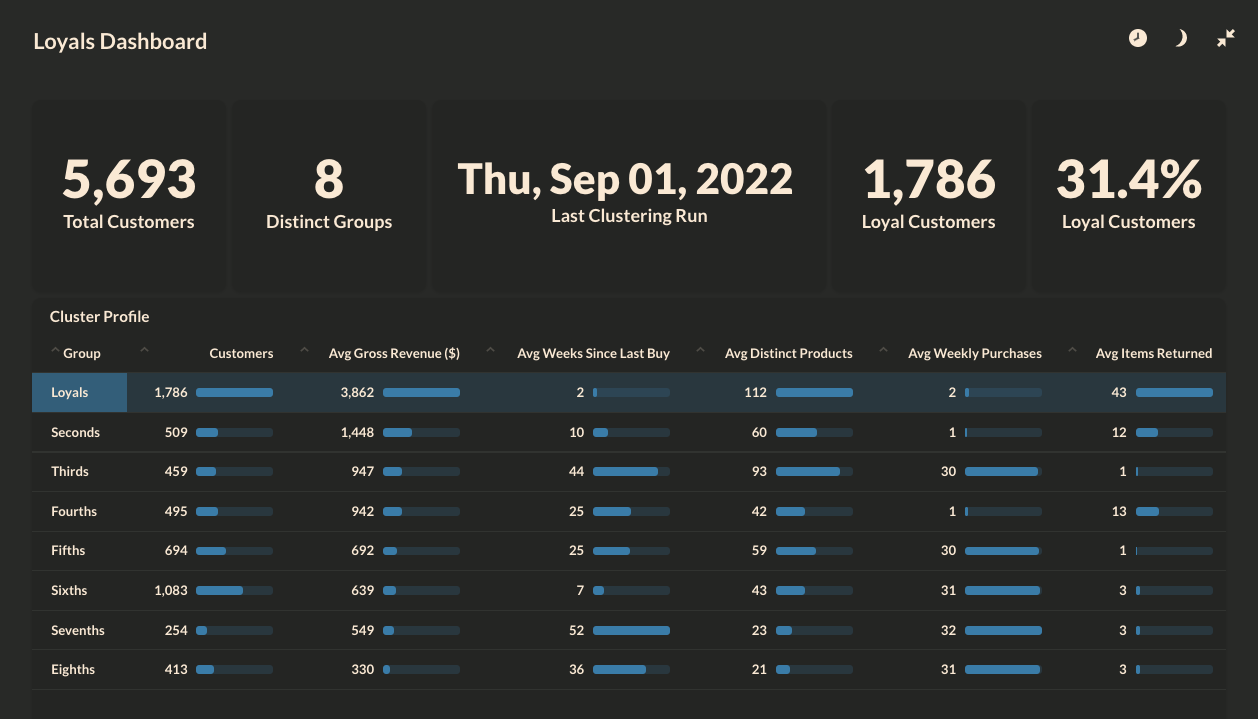 Loyals Dashboard
5,693 8 Thu, Sep 01, 2022 1,786 31.4%
Total Customers Distinct Groups Last Clustering Run Loyal Customers Loyal Customers
Cluster Profile
Group Customers Avg Gross Revenue ($) Avg Weeks Since Last Buy Avg Distinct Products Avg Weekly Purchases Avg Items Returned
Loyals 1,786 3,862 2 112 2 43
Seconds 509 1,448 10 60 1 12
Thirds 459 947 44 93 30 1
Fourths 495 942 25 42 1 13
Fifths 694 692 25 59 30 1
Sixths 1,083 639 7 43 31 3
Sevenths 254 549 52 23 32 3
Eighths 413 330 36 21 31 3